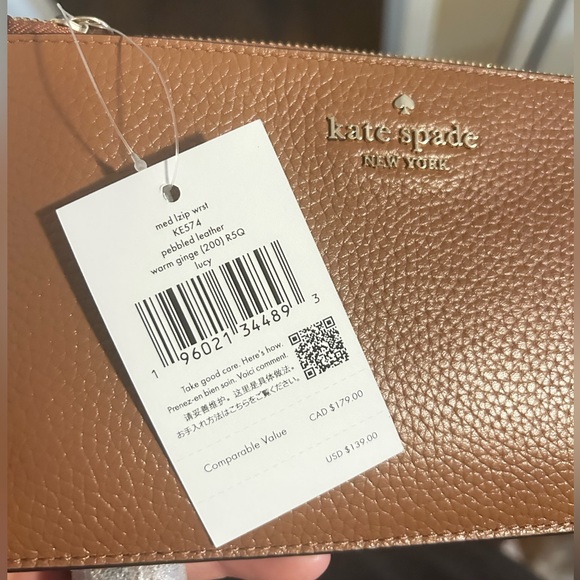 kate spade
NEW YORK
med lzip wrst
KE574
pebbled leather
warm ginge (200) R5Q
lucy
1 96021 34489 3
Take good care. Here's how.
Prenez-en bien soin. Voici comment.
请妥善维护。这里是具体做法。
お手入れ方法はこちらをご覧ください。
Comparable Value
CAD $179.00
USD $139.00